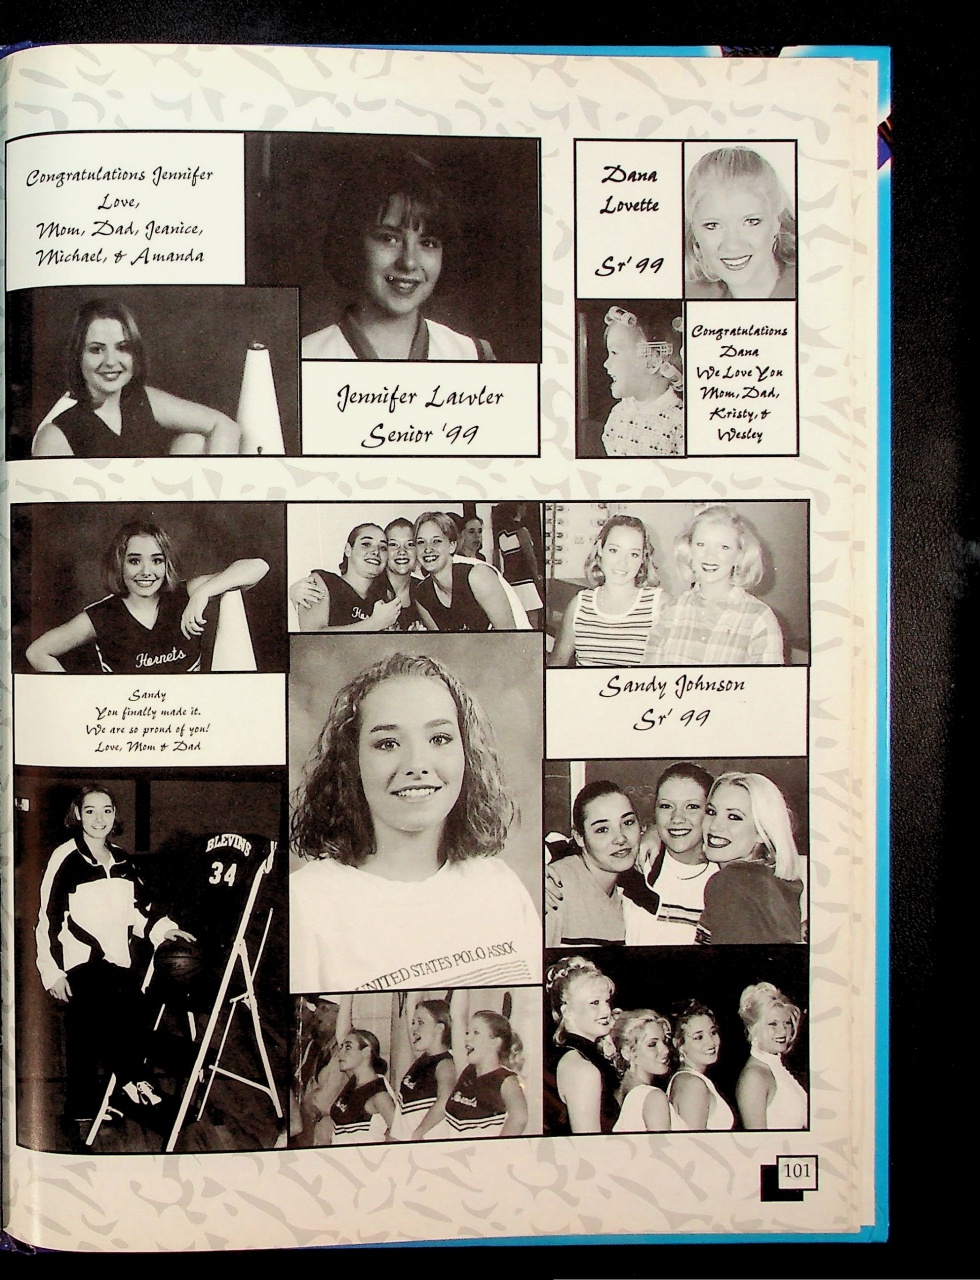 Congratulations Jennifer
Love,
Mom, Dad, Jeanice,
Michael, & Amanda
Jennifer Lawler
Senior '99
Dana
Lovette
Sr' 99
Congratulations
Dana
We Love You
Mom, Dad,
Kristy, &
Wesley
Hornets
Sandy
You finally made it.
We are so proud of you!
Love, Mom & Dad
Sandy Johnson
Sr' 99
BLEVINS
34
UNITED STATES POLO ASSOC
101